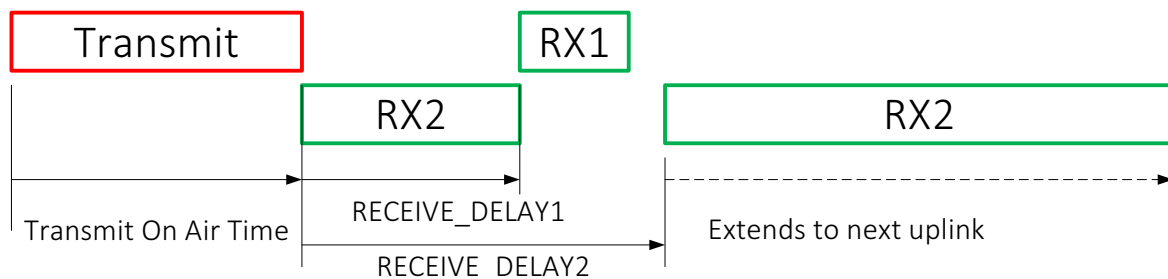 Transmit
RX1
RX2
RX2
RECEIVE_DELAY1
Transmit On Air Time
Extends to next uplink
RECEIVE_DELAY2